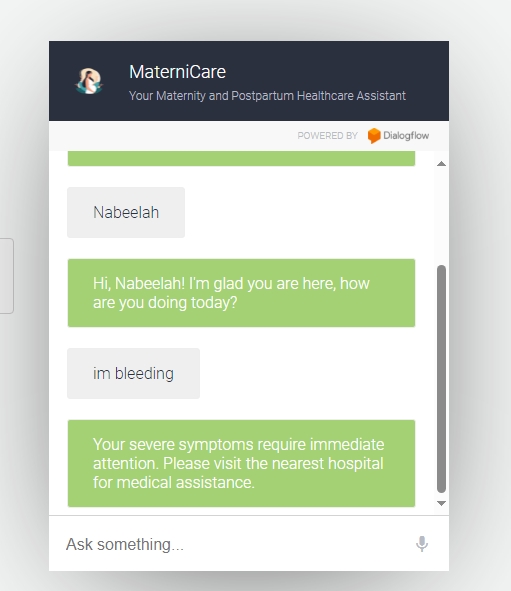 MaterniCare
Your Maternity and Postpartum Healthcare Assistant
POWERED BY Dialogflow
Nabeelah
Hi, Nabeelah! I'm glad you are here, how
are you doing today?
im bleeding
Your severe symptoms require immediate
attention. Please visit the nearest hospital
for medical assistance.
Ask something...